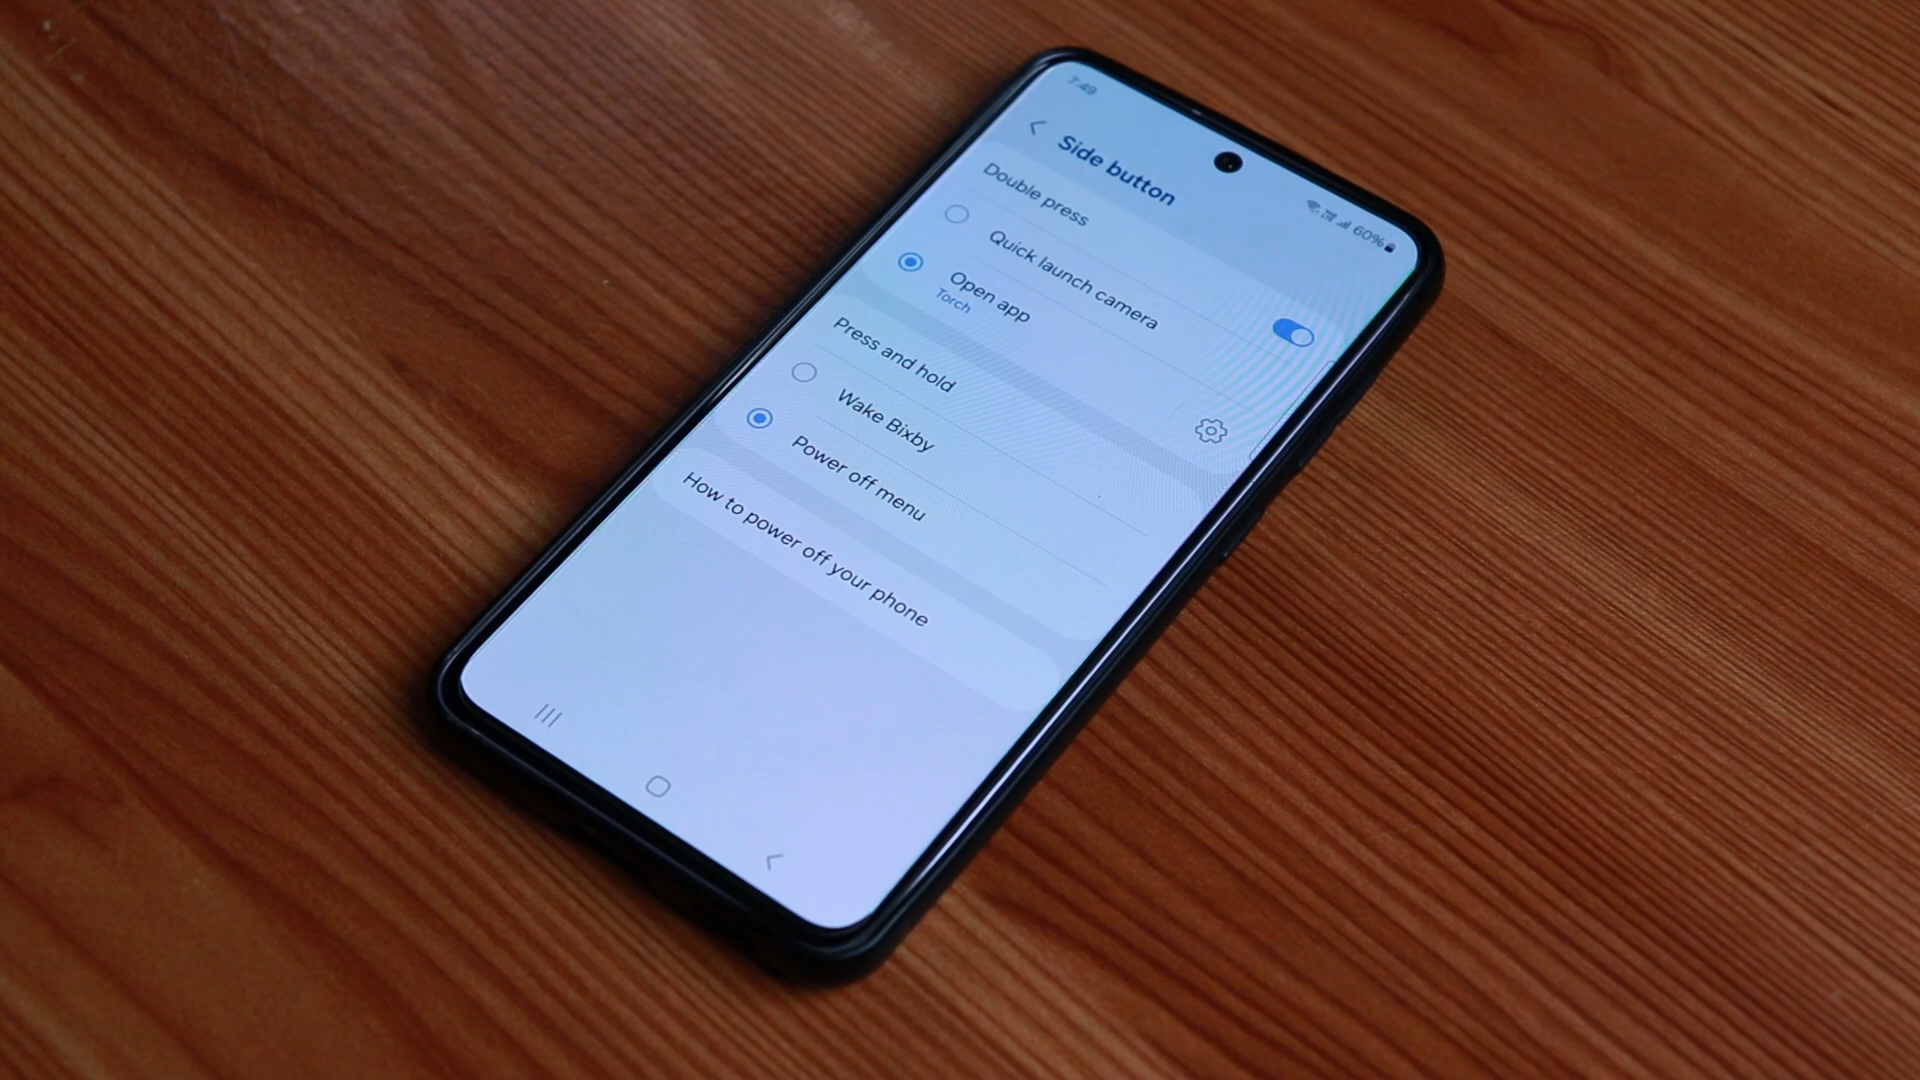 7:49
60%
Side button
Double press
Quick launch camera
Open app
Torch
Press and hold
Wake Bixby
Power off menu
How to power off your phone